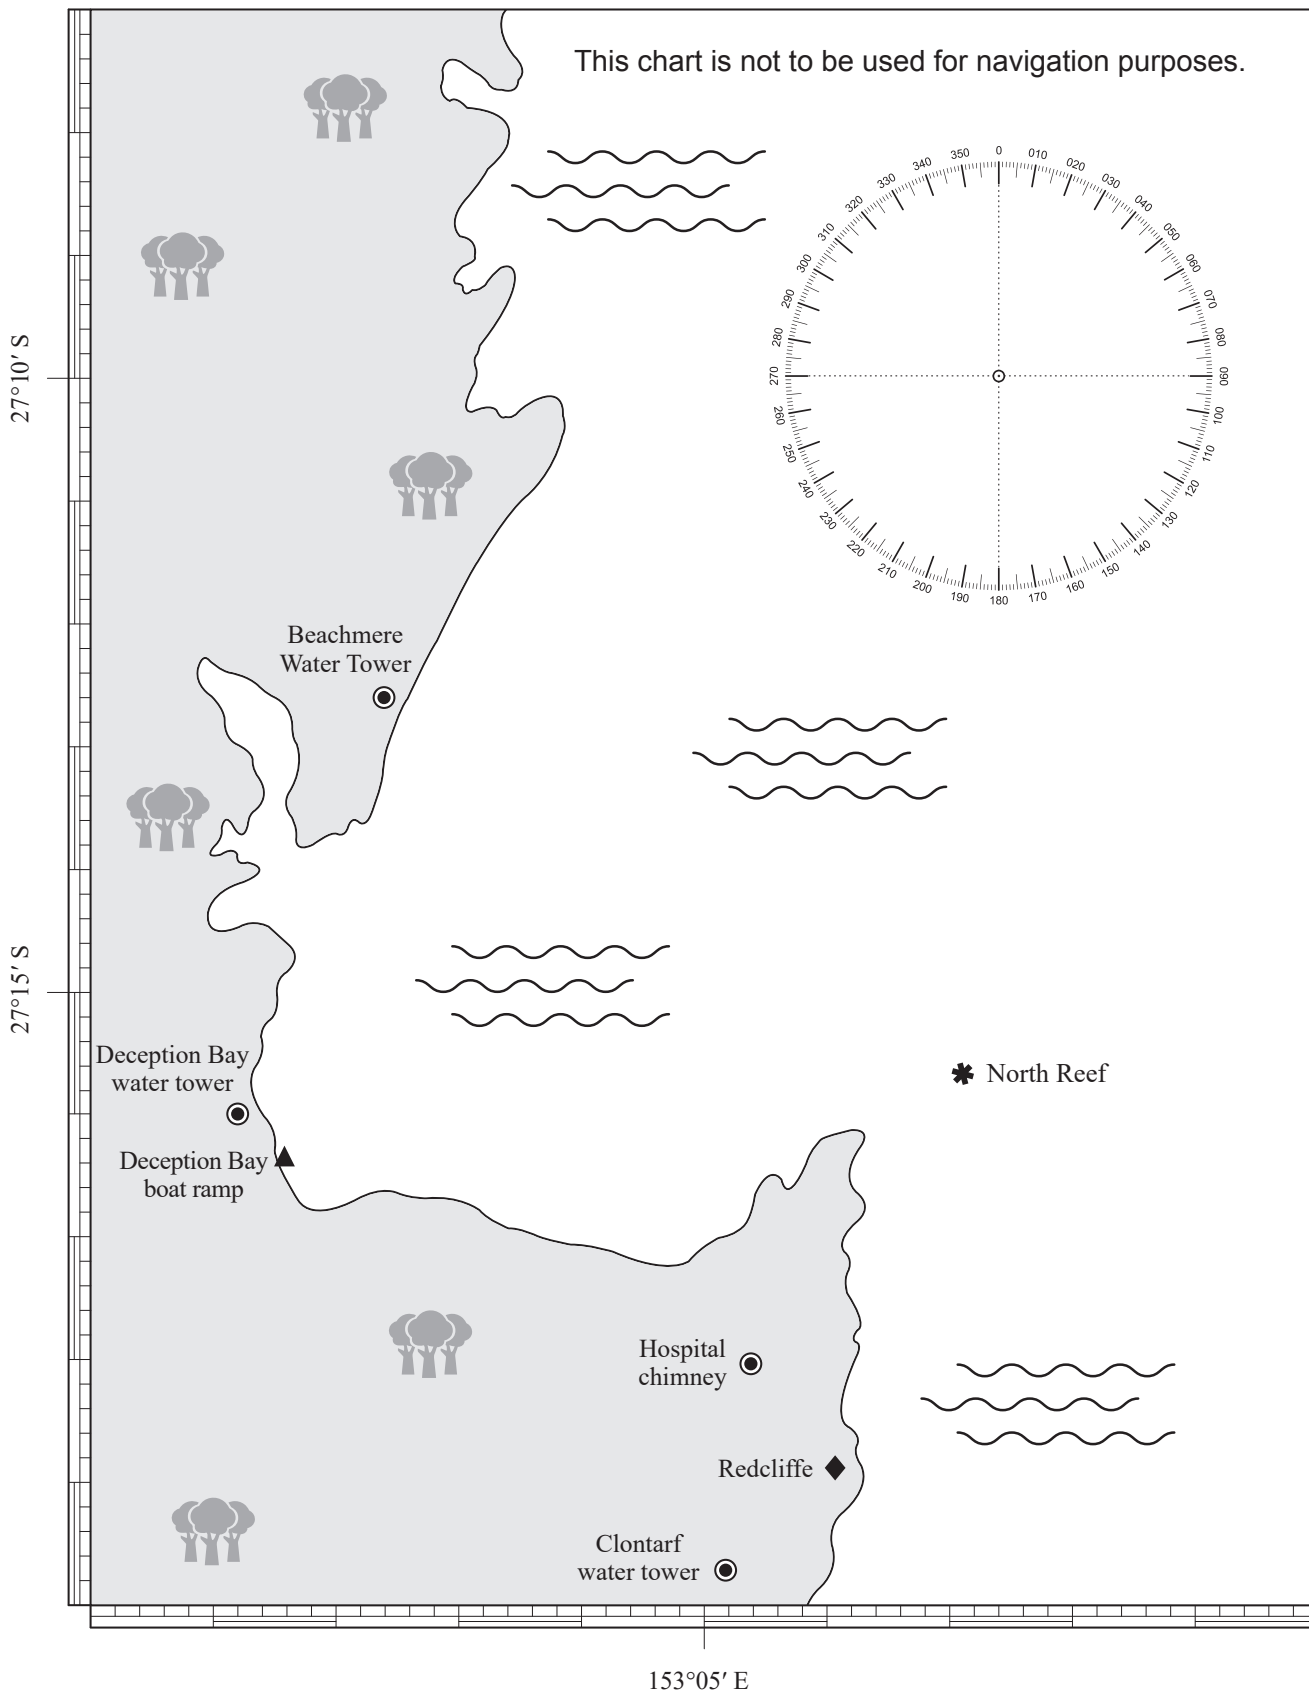 This chart is not to be used for navigation purposes.
0
010
020
030
040
050
060
070
080
090
100
110
120
130
140
150
160
170
180
190
200
210
220
230
240
250
260
270
280
290
300
310
320
330
340
350
27°10′ S
Beachmere
Water Tower
27°15′ S
Deception Bay
water tower
North Reef
Deception Bay
boat ramp
Hospital
chimney
Redcliffe
Clontarf
water tower
153°05′ E